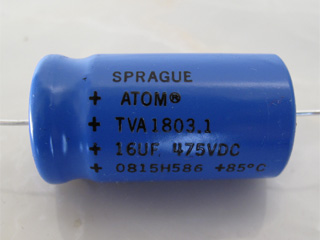 SPRAGUE
+ ATOM®
+ TVA1803.1
+ 16UF 475VDC
+ 0815H586 +85°C